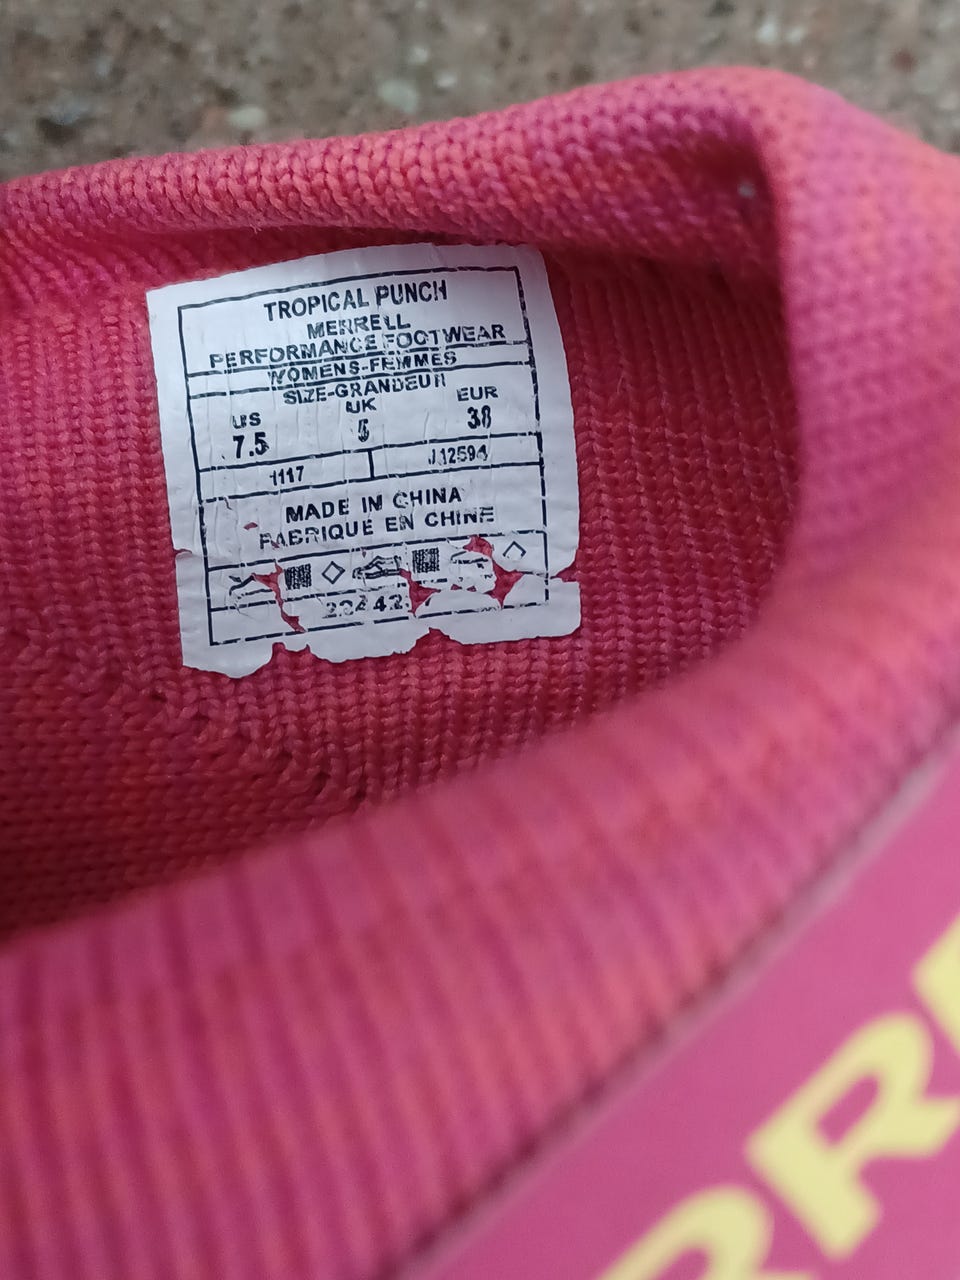 TROPICAL PUNCH
MERRELL
PERFORMANCE FOOTWEAR
WOMENS-FEMMES
SIZE-GRANDEUR
US UK EUR
7.5 5 38
1117 J12594
MADE IN CHINA
FABRIQUE EN CHINE